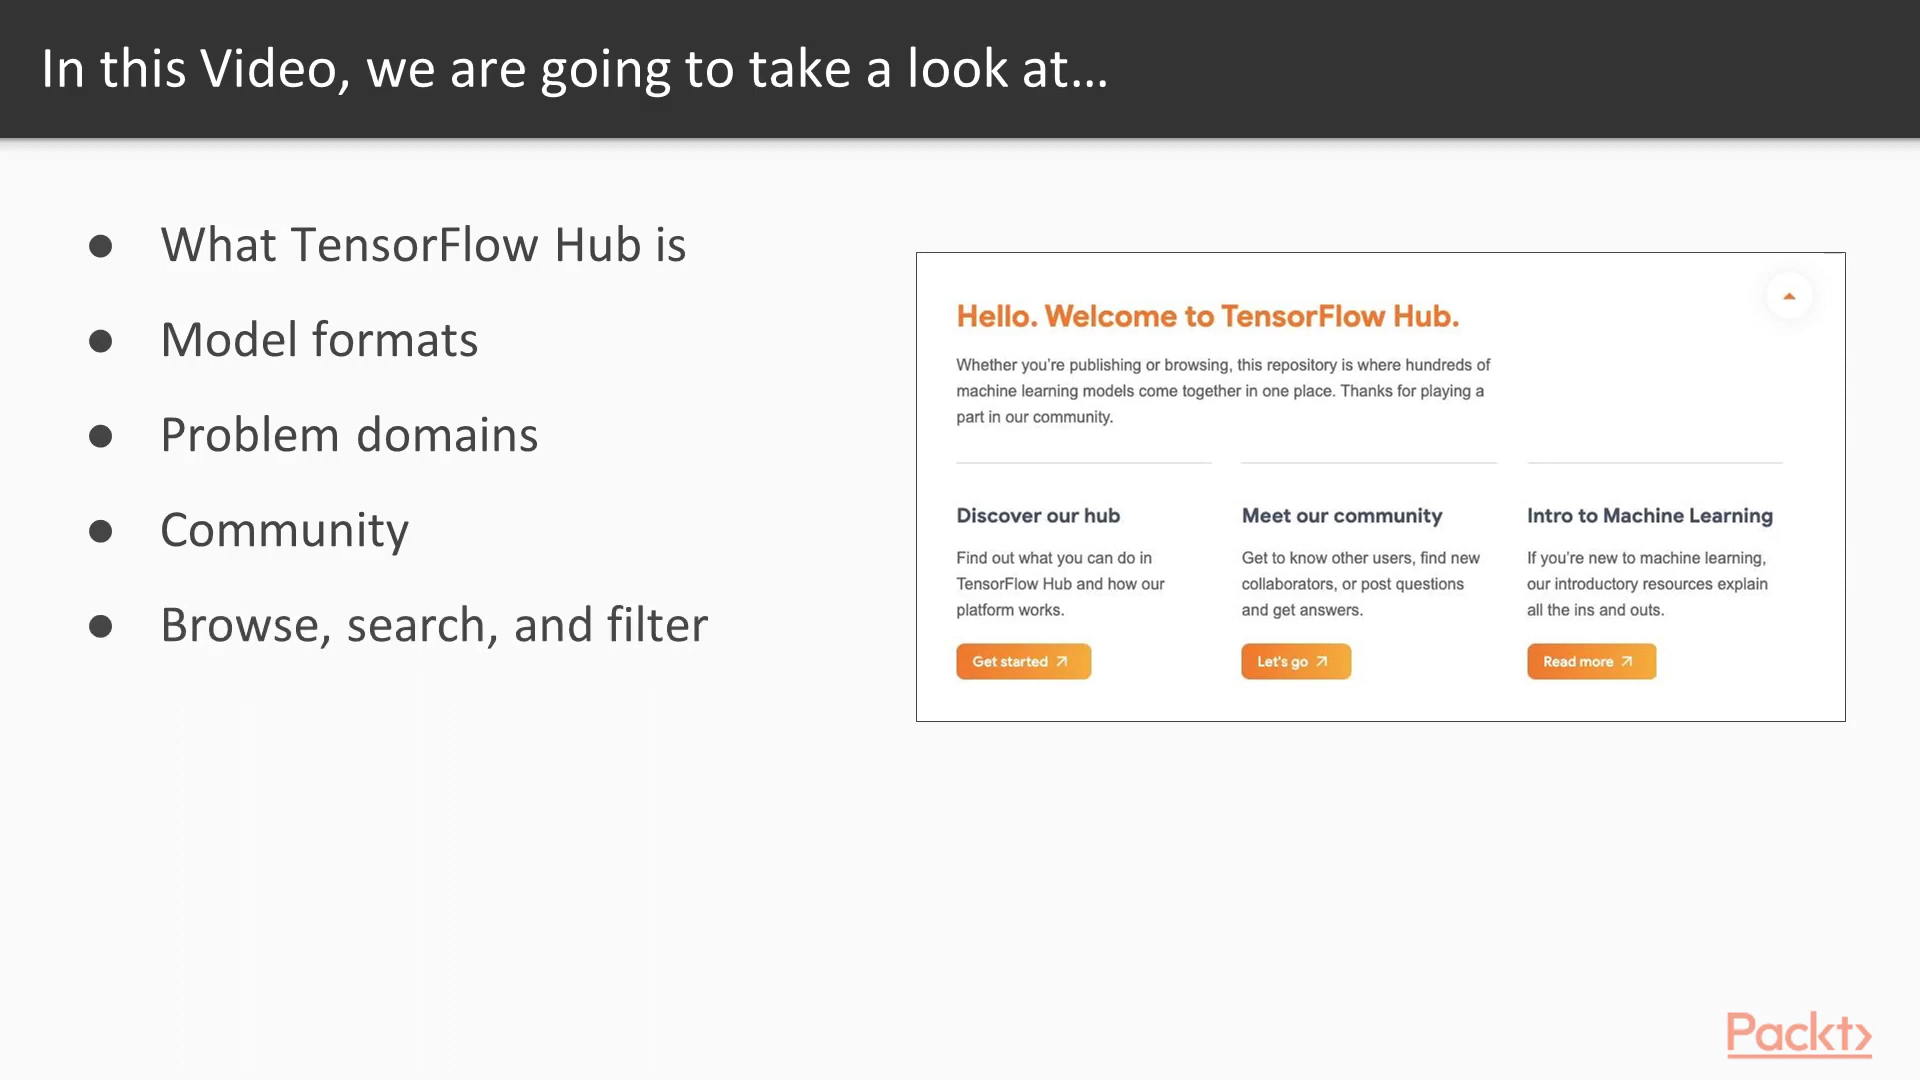 In this Video, we are going to take a look at...
● What TensorFlow Hub is
● Model formats
● Problem domains
● Community
● Browse, search, and filter
Hello. Welcome to TensorFlow Hub.
Whether you're publishing or browsing, this repository is where hundreds of
machine learning models come together in one place. Thanks for playing a
part in our community.
Discover our hub
Find out what you can do in
TensorFlow Hub and how our
platform works.
Get started
Meet our community
Get to know other users, find new
collaborators, or post questions
and get answers.
Let's go
Intro to Machine Learning
If you're new to machine learning,
our introductory resources explain
all the ins and outs.
Read more
Packt>